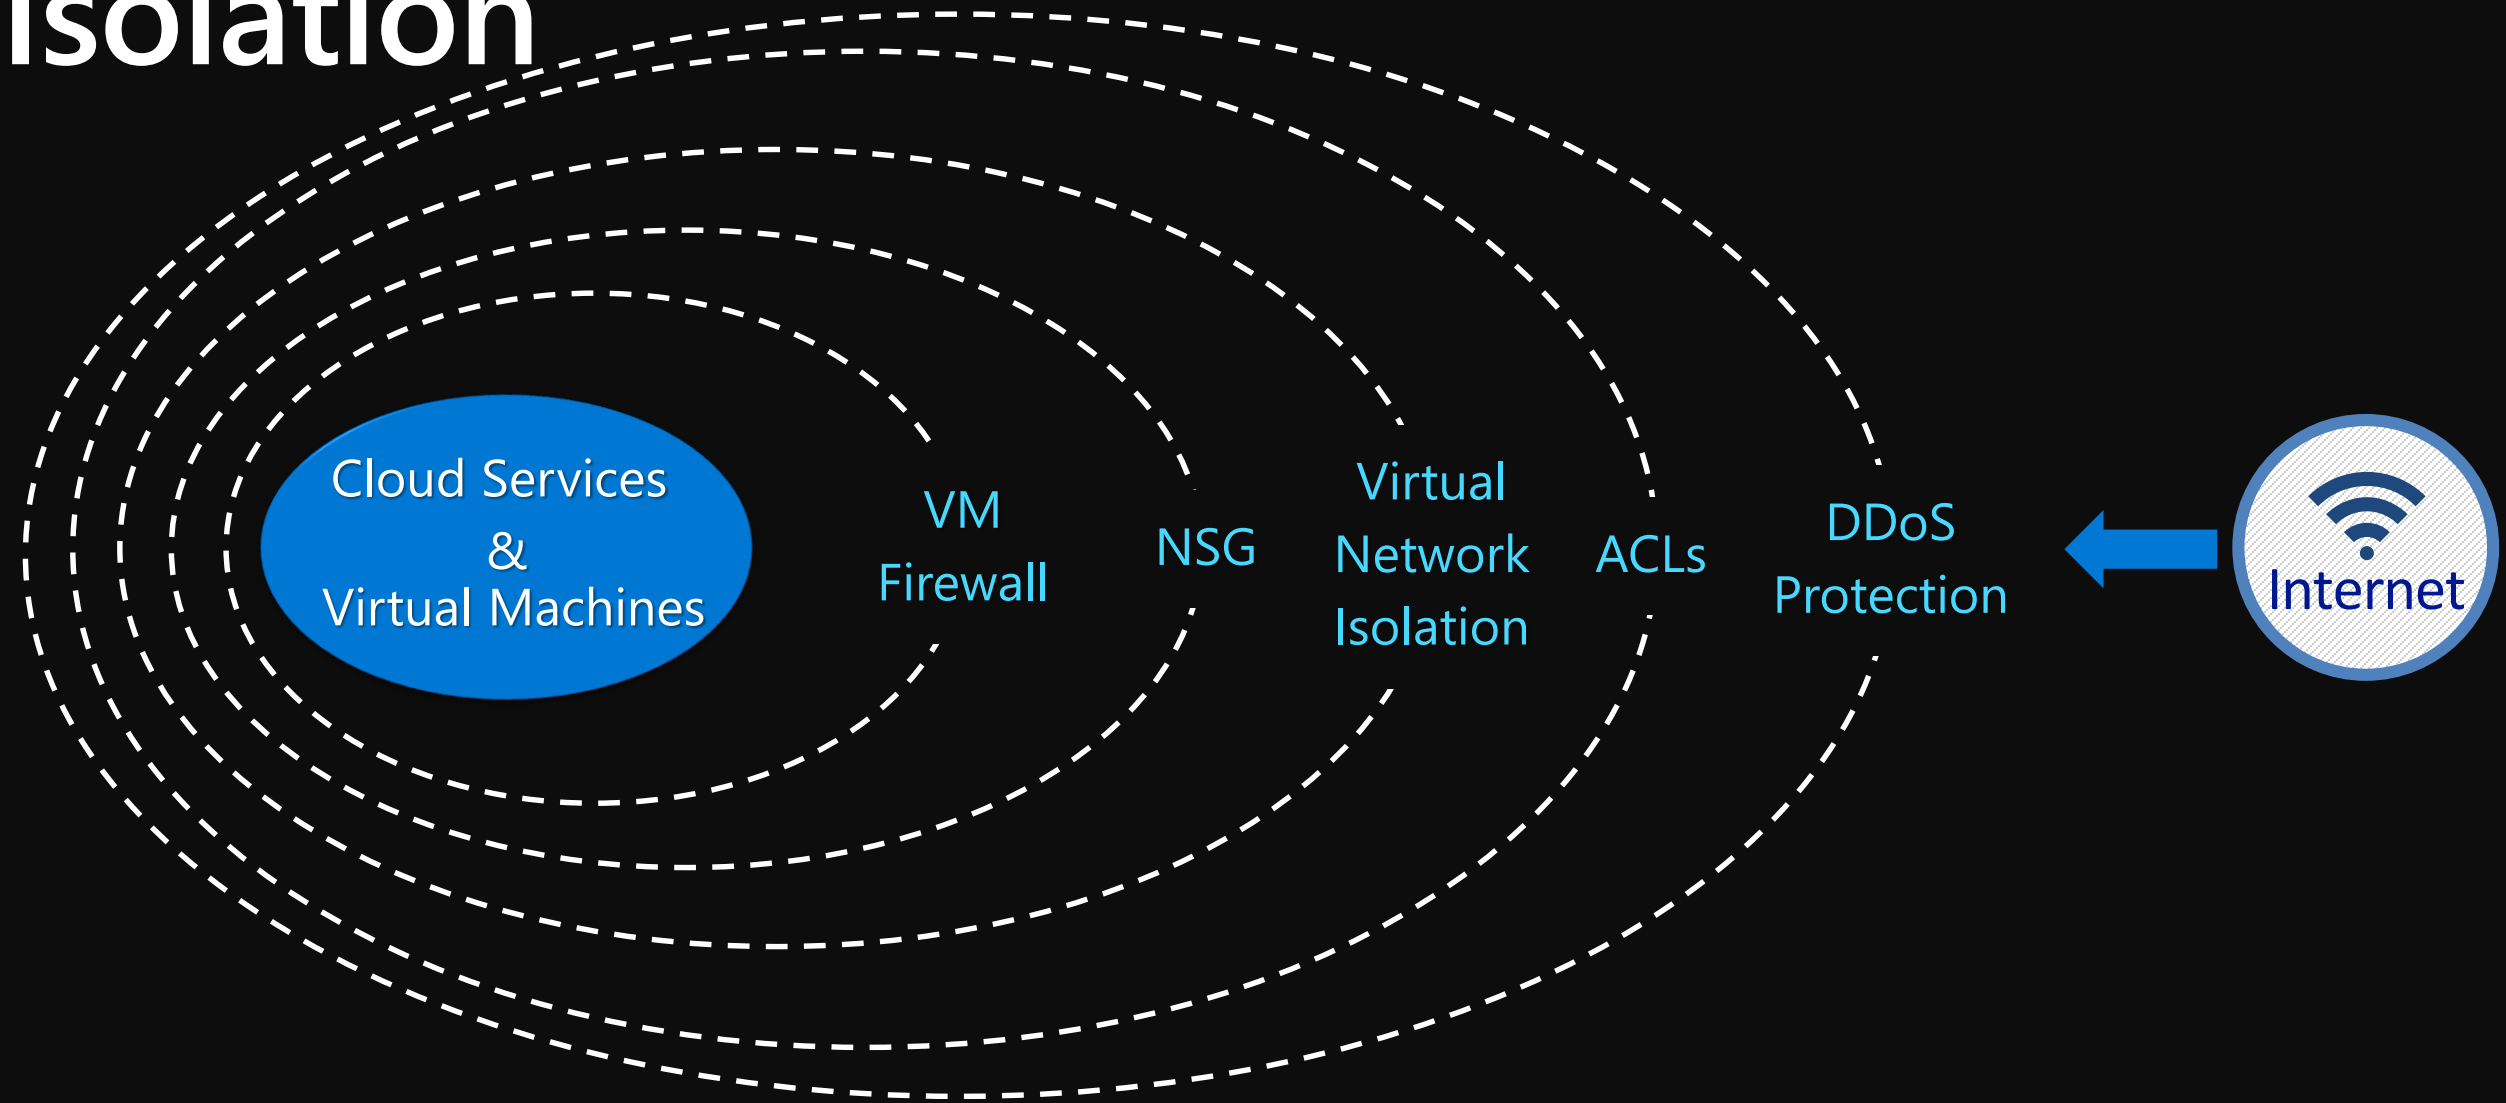 Isolation
Cloud Services
&
Virtual Machines
VM
Firewall
NSG
Virtual
Network
Isolation
ACLs
DDoS
Protection
Internet